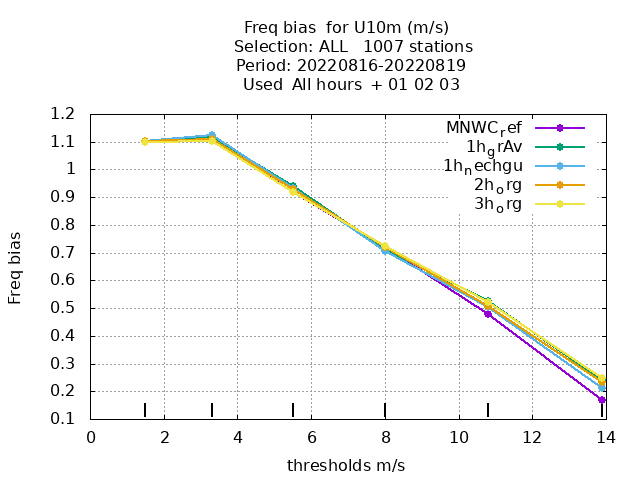 Freq bias  for U10m (m/s)
Selection: ALL   1007 stations
Period: 20220816-20220819
Used  All hours  + 01 02 03
MNWC_ref
1h_grAv
1h_nechgu
2h_org
3h_org
1.2
1.1
1
0.9
0.8
0.7
0.6
0.5
0.4
0.3
0.2
0.1
Freq bias
0 2 4 6 8 10 12 14
thresholds m/s